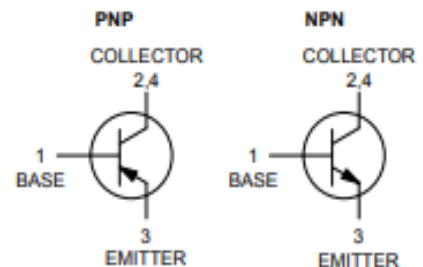 PNP NPN
COLLECTOR COLLECTOR
2,4 2,4
1 1
BASE BASE
3 3
EMITTER EMITTER